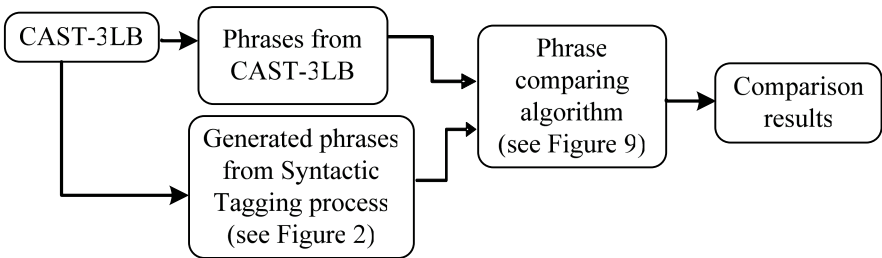 CAST-3LB
Phrases from
CAST-3LB
Generated phrases
from Syntactic
Tagging process
(see Figure 2)
Phrase
comparing
algorithm
(see Figure 9)
Comparison
results